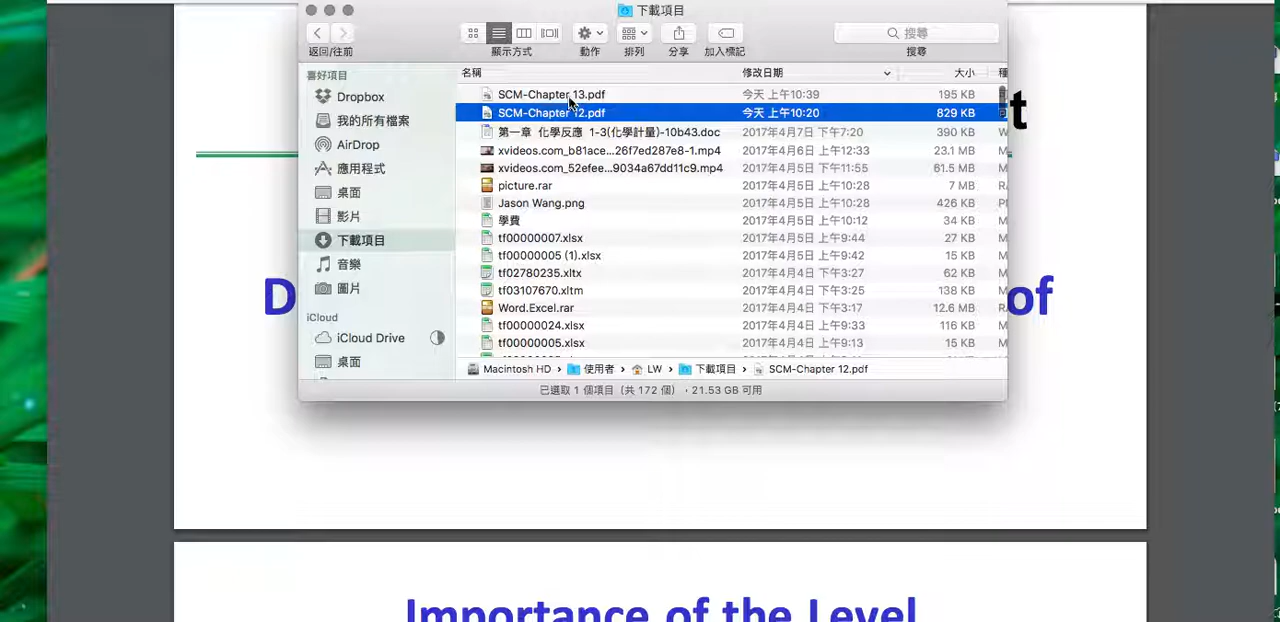 下載項目
搜尋
返回/往前
顯示方式
動作
排列
分享
加入標記
搜尋
喜好項目
Dropbox
我的所有檔案
AirDrop
應用程式
桌面
影片
下載項目
音樂
圖片
iCloud
iCloud Drive
桌面
名稱 修改日期 大小 種
SCM-Chapter 13.pdf 今天 上午10:39 195 KB
SCM-Chapter 12.pdf 今天 上午10:20 829 KB
第一章 化學反應 1-3(化學計量)-10b43.doc 2017年4月7日 下午7:20 390 KB W
xvideos.com_b81ace...26f7ed287e8-1.mp4 2017年4月6日 上午12:33 23.1 MB M
xvideos.com_52efee...9034a67dd11c9.mp4 2017年4月5日 下午11:55 61.5 MB M
picture.rar 2017年4月5日 上午10:28 7 MB R
Jason Wang.png 2017年4月5日 上午10:28 426 KB P
學費 2017年4月5日 上午10:12 34 KB M
tf00000007.xlsx 2017年4月5日 上午9:44 27 KB M
tf00000005 (1).xlsx 2017年4月5日 上午9:42 15 KB M
tf02780235.xltx 2017年4月4日 下午3:27 62 KB M
tf03107670.xltm 2017年4月4日 下午3:25 138 KB M
Word.Excel.rar 2017年4月4日 下午3:17 12.6 MB R
tf00000024.xlsx 2017年4月4日 上午9:33 116 KB M
tf00000005.xlsx 2017年4月4日 上午9:13 15 KB M
Macintosh HD › 使用者 › LW › 下載項目 › SCM-Chapter 12.pdf
已選取 1 個項目（共 172 個）﹐21.53 GB 可用
t
D of
Importance of the Level